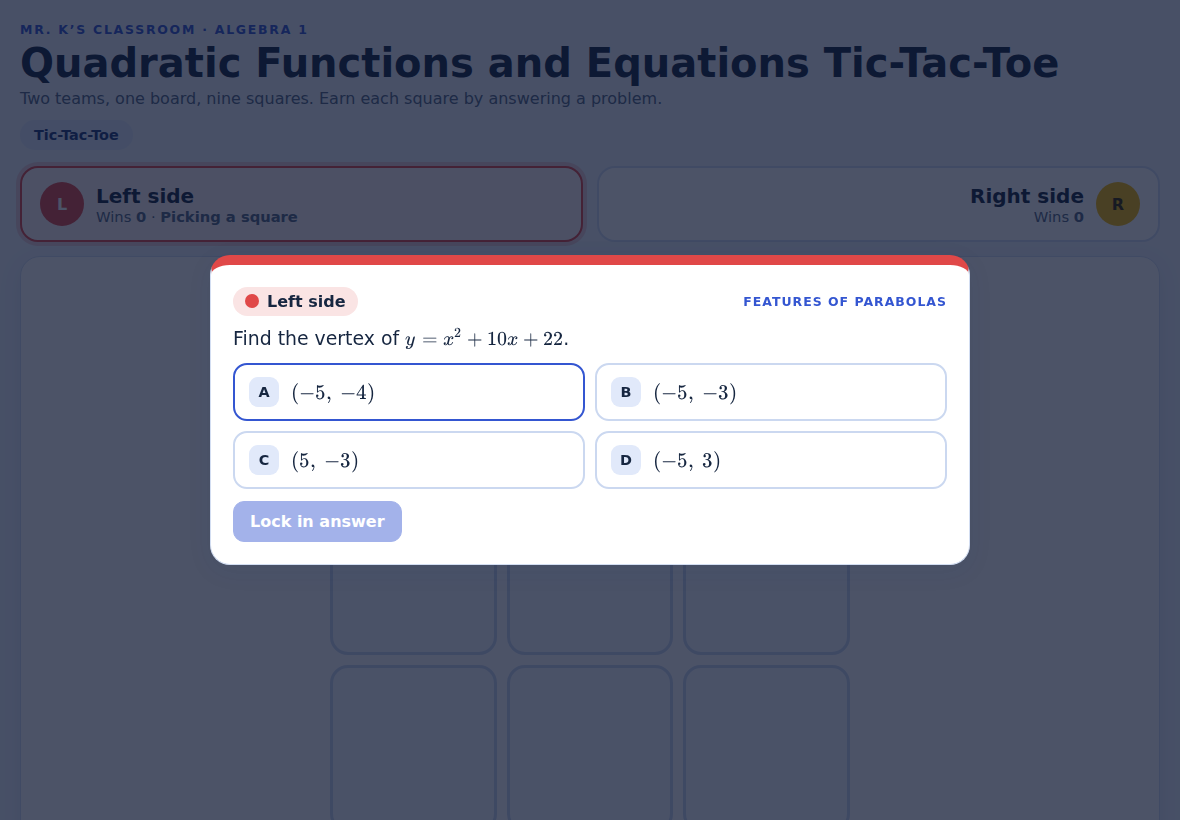 MR. K’S CLASSROOM · ALGEBRA 1
Quadratic Functions and Equations Tic-Tac-Toe
Two teams, one board, nine squares. Earn each square by answering a problem.
Tic-Tac-Toe
L
Left side
Wins 0 · Picking a square
Right side
Wins 0
R
Left side
FEATURES OF PARABOLAS
Find the vertex of y = x² + 10x + 22.
A (−5, −4)
B (−5, −3)
C (5, −3)
D (−5, 3)
Lock in answer